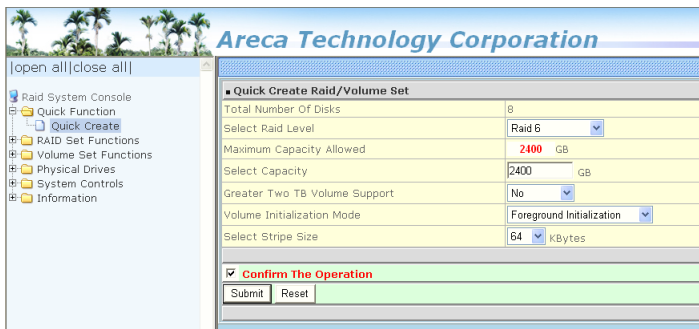 Areca Technology Corporation
|open all|close all|
Raid System Console
Quick Function
Quick Create
RAID Set Functions
Volume Set Functions
Physical Drives
System Controls
Information
Quick Create Raid/Volume Set
Total Number Of Disks 8
Select Raid Level Raid 6
Maximum Capacity Allowed 2400 GB
Select Capacity 2400 GB
Greater Two TB Volume Support No
Volume Initialization Mode Foreground Initialization
Select Stripe Size 64 KBytes
Confirm The Operation
Submit Reset